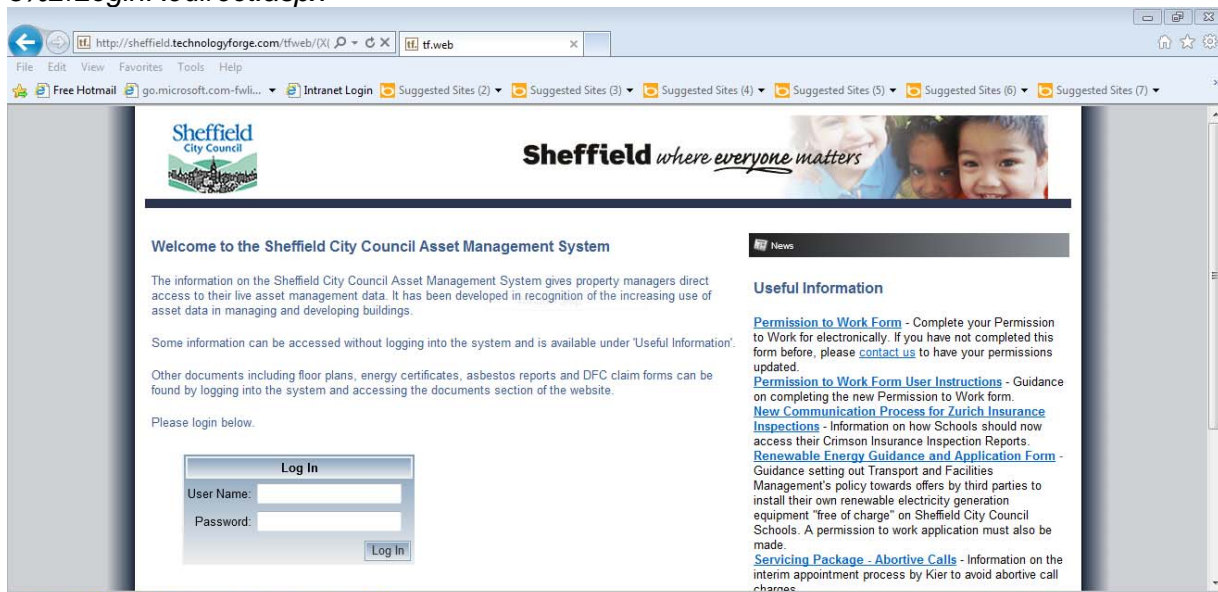 http://sheffield.technologyforge.com/tfweb/(X(
tf.web
File Edit View Favorites Tools Help
Free Hotmail go.microsoft.com-fwli... Intranet Login Suggested Sites (2) Suggested Sites (3) Suggested Sites (4) Suggested Sites (5) Suggested Sites (6) Suggested Sites (7)
Sheffield
City Council
Sheffield where everyone matters
Welcome to the Sheffield City Council Asset Management System
The information on the Sheffield City Council Asset Management System gives property managers direct
access to their live asset management data. It has been developed in recognition of the increasing use of
asset data in managing and developing buildings.
Some information can be accessed without logging into the system and is available under 'Useful Information'.
Other documents including floor plans, energy certificates, asbestos reports and DFC claim forms can be
found by logging into the system and accessing the documents section of the website.
Please login below.
Log In
User Name:
Password:
Log In
News
Useful Information
Permission to Work Form - Complete your Permission
to Work for electronically. If you have not completed this
form before, please contact us to have your permissions
updated.
Permission to Work Form User Instructions - Guidance
on completing the new Permission to Work form.
New Communication Process for Zurich Insurance
Inspections - Information on how Schools should now
access their Crimson Insurance Inspection Reports.
Renewable Energy Guidance and Application Form -
Guidance setting out Transport and Facilities
Management's policy towards offers by third parties to
install their own renewable electricity generation
equipment "free of charge" on Sheffield City Council
Schools. A permission to work application must also be
made.
Servicing Package - Abortive Calls - Information on the
interim appointment process by Kier to avoid abortive call
charges